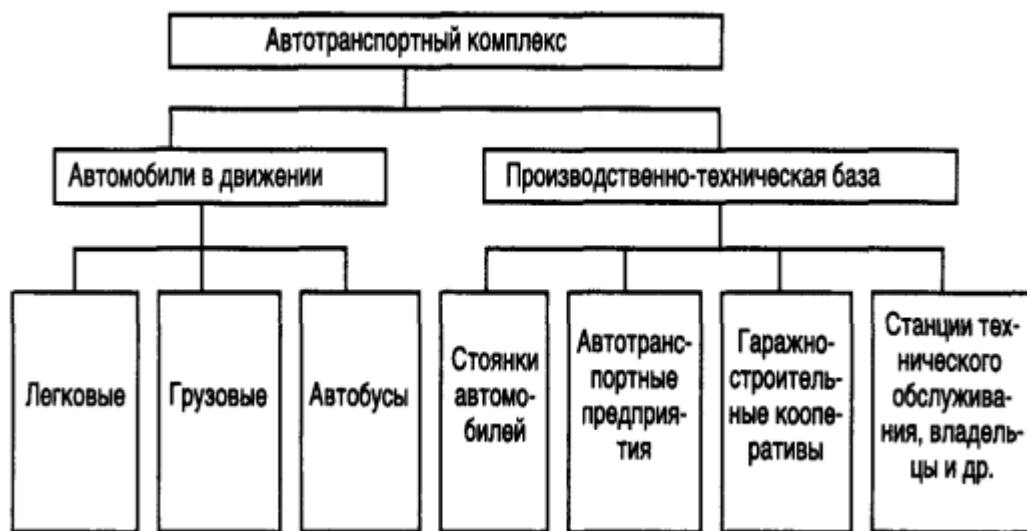 Автотранспортный комплекс
Автомобили в движении
Производственно-техническая база
Легковые
Грузовые
Автобусы
Стоянки
автомо-
билей
Автотранс-
портные
предприя-
тия
Гаражно-
строитель-
ные коопе-
ративы
Станции тех-
нического
обслужива-
ния, владель-
цы и др.